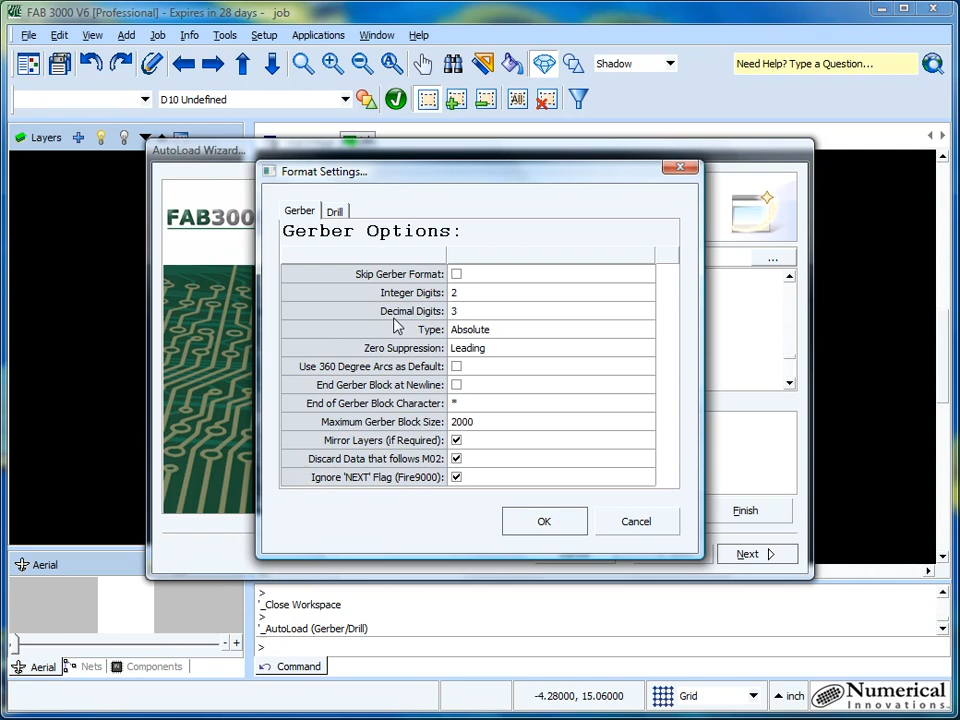 FAB 3000 V6 [Professional] - Expires in 28 days - job
File Edit View Add Job Info Tools Setup Applications Window Help
Shadow
Need Help? Type a Question...
D10 Undefined
All
Layers
AutoLoad Wizard...
FAB3000
Format Settings...
Gerber Drill
Gerber Options:
...
Skip Gerber Format:
Integer Digits: 2
Decimal Digits: 3
Type: Absolute
Zero Suppression: Leading
Use 360 Degree Arcs as Default:
End Gerber Block at Newline:
End of Gerber Block Character: *
Maximum Gerber Block Size: 2000
Mirror Layers (if Required):
Discard Data that follows M02:
Ignore 'NEXT' Flag (Fire9000):
OK Cancel
Finish
Next
Aerial
- +
Aerial Nets Components
>
'_Close Workspace
>
'_AutoLoad (Gerber/Drill)
>
Command
-4.28000, 15.06000
Grid
inch
Numerical
Innovations